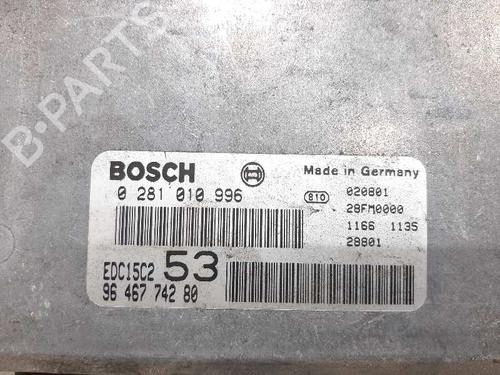 B-PARTS
BOSCH
Made in Germany
0 281 010 996
810
020801
28FM0000
1166 1135
28801
EDC15C2 53
96 467 742 80